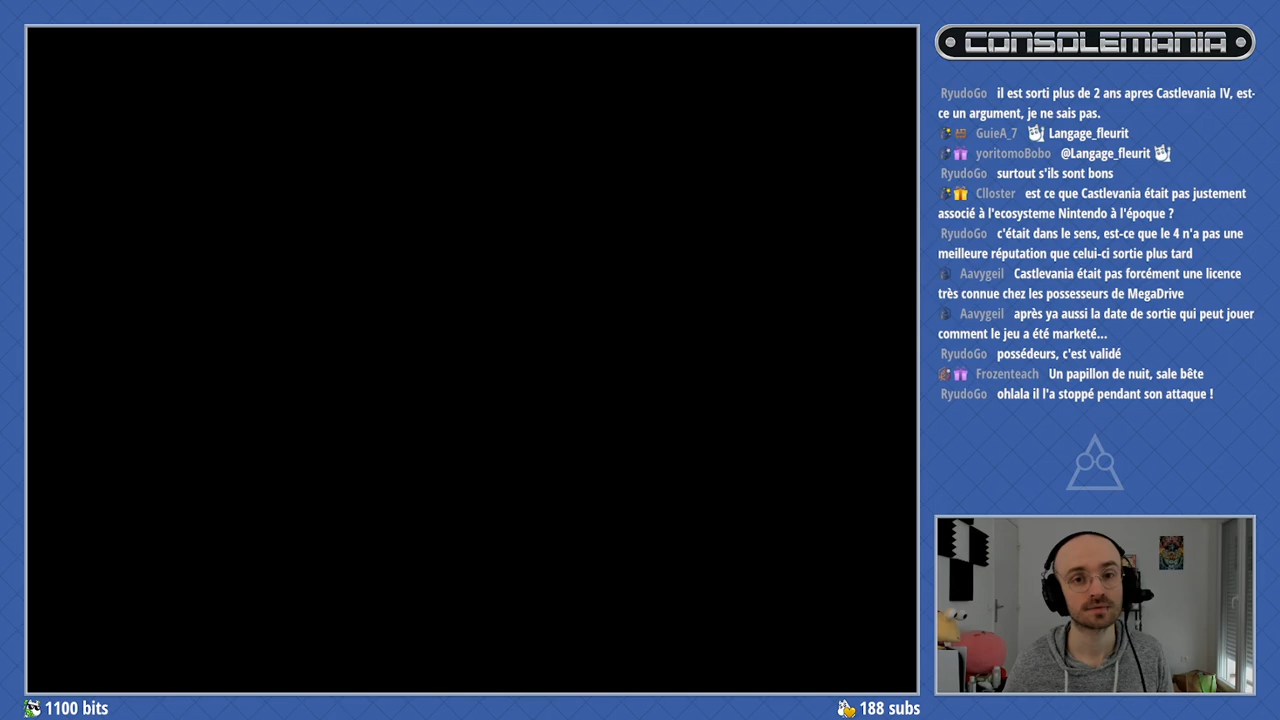 CONSOLEMANIA
RyudoGo il est sorti plus de 2 ans apres Castlevania IV, est-
ce un argument, je ne sais pas.
GuieA_7 Langage_fleurit
yoritomoBobo @Langage_fleurit
RyudoGo surtout s'ils sont bons
Clloster est ce que Castlevania était pas justement
associé à l'ecosysteme Nintendo à l'époque ?
RyudoGo c'était dans le sens, est-ce que le 4 n'a pas une
meilleure réputation que celui-ci sortie plus tard
Aavygeil Castlevania était pas forcément une licence
très connue chez les possesseurs de MegaDrive
Aavygeil après ya aussi la date de sortie qui peut jouer
comment le jeu a été marketé...
RyudoGo possédeurs, c'est validé
Frozenteach Un papillon de nuit, sale bête
RyudoGo ohlala il l'a stoppé pendant son attaque !
1100 bits
188 subs